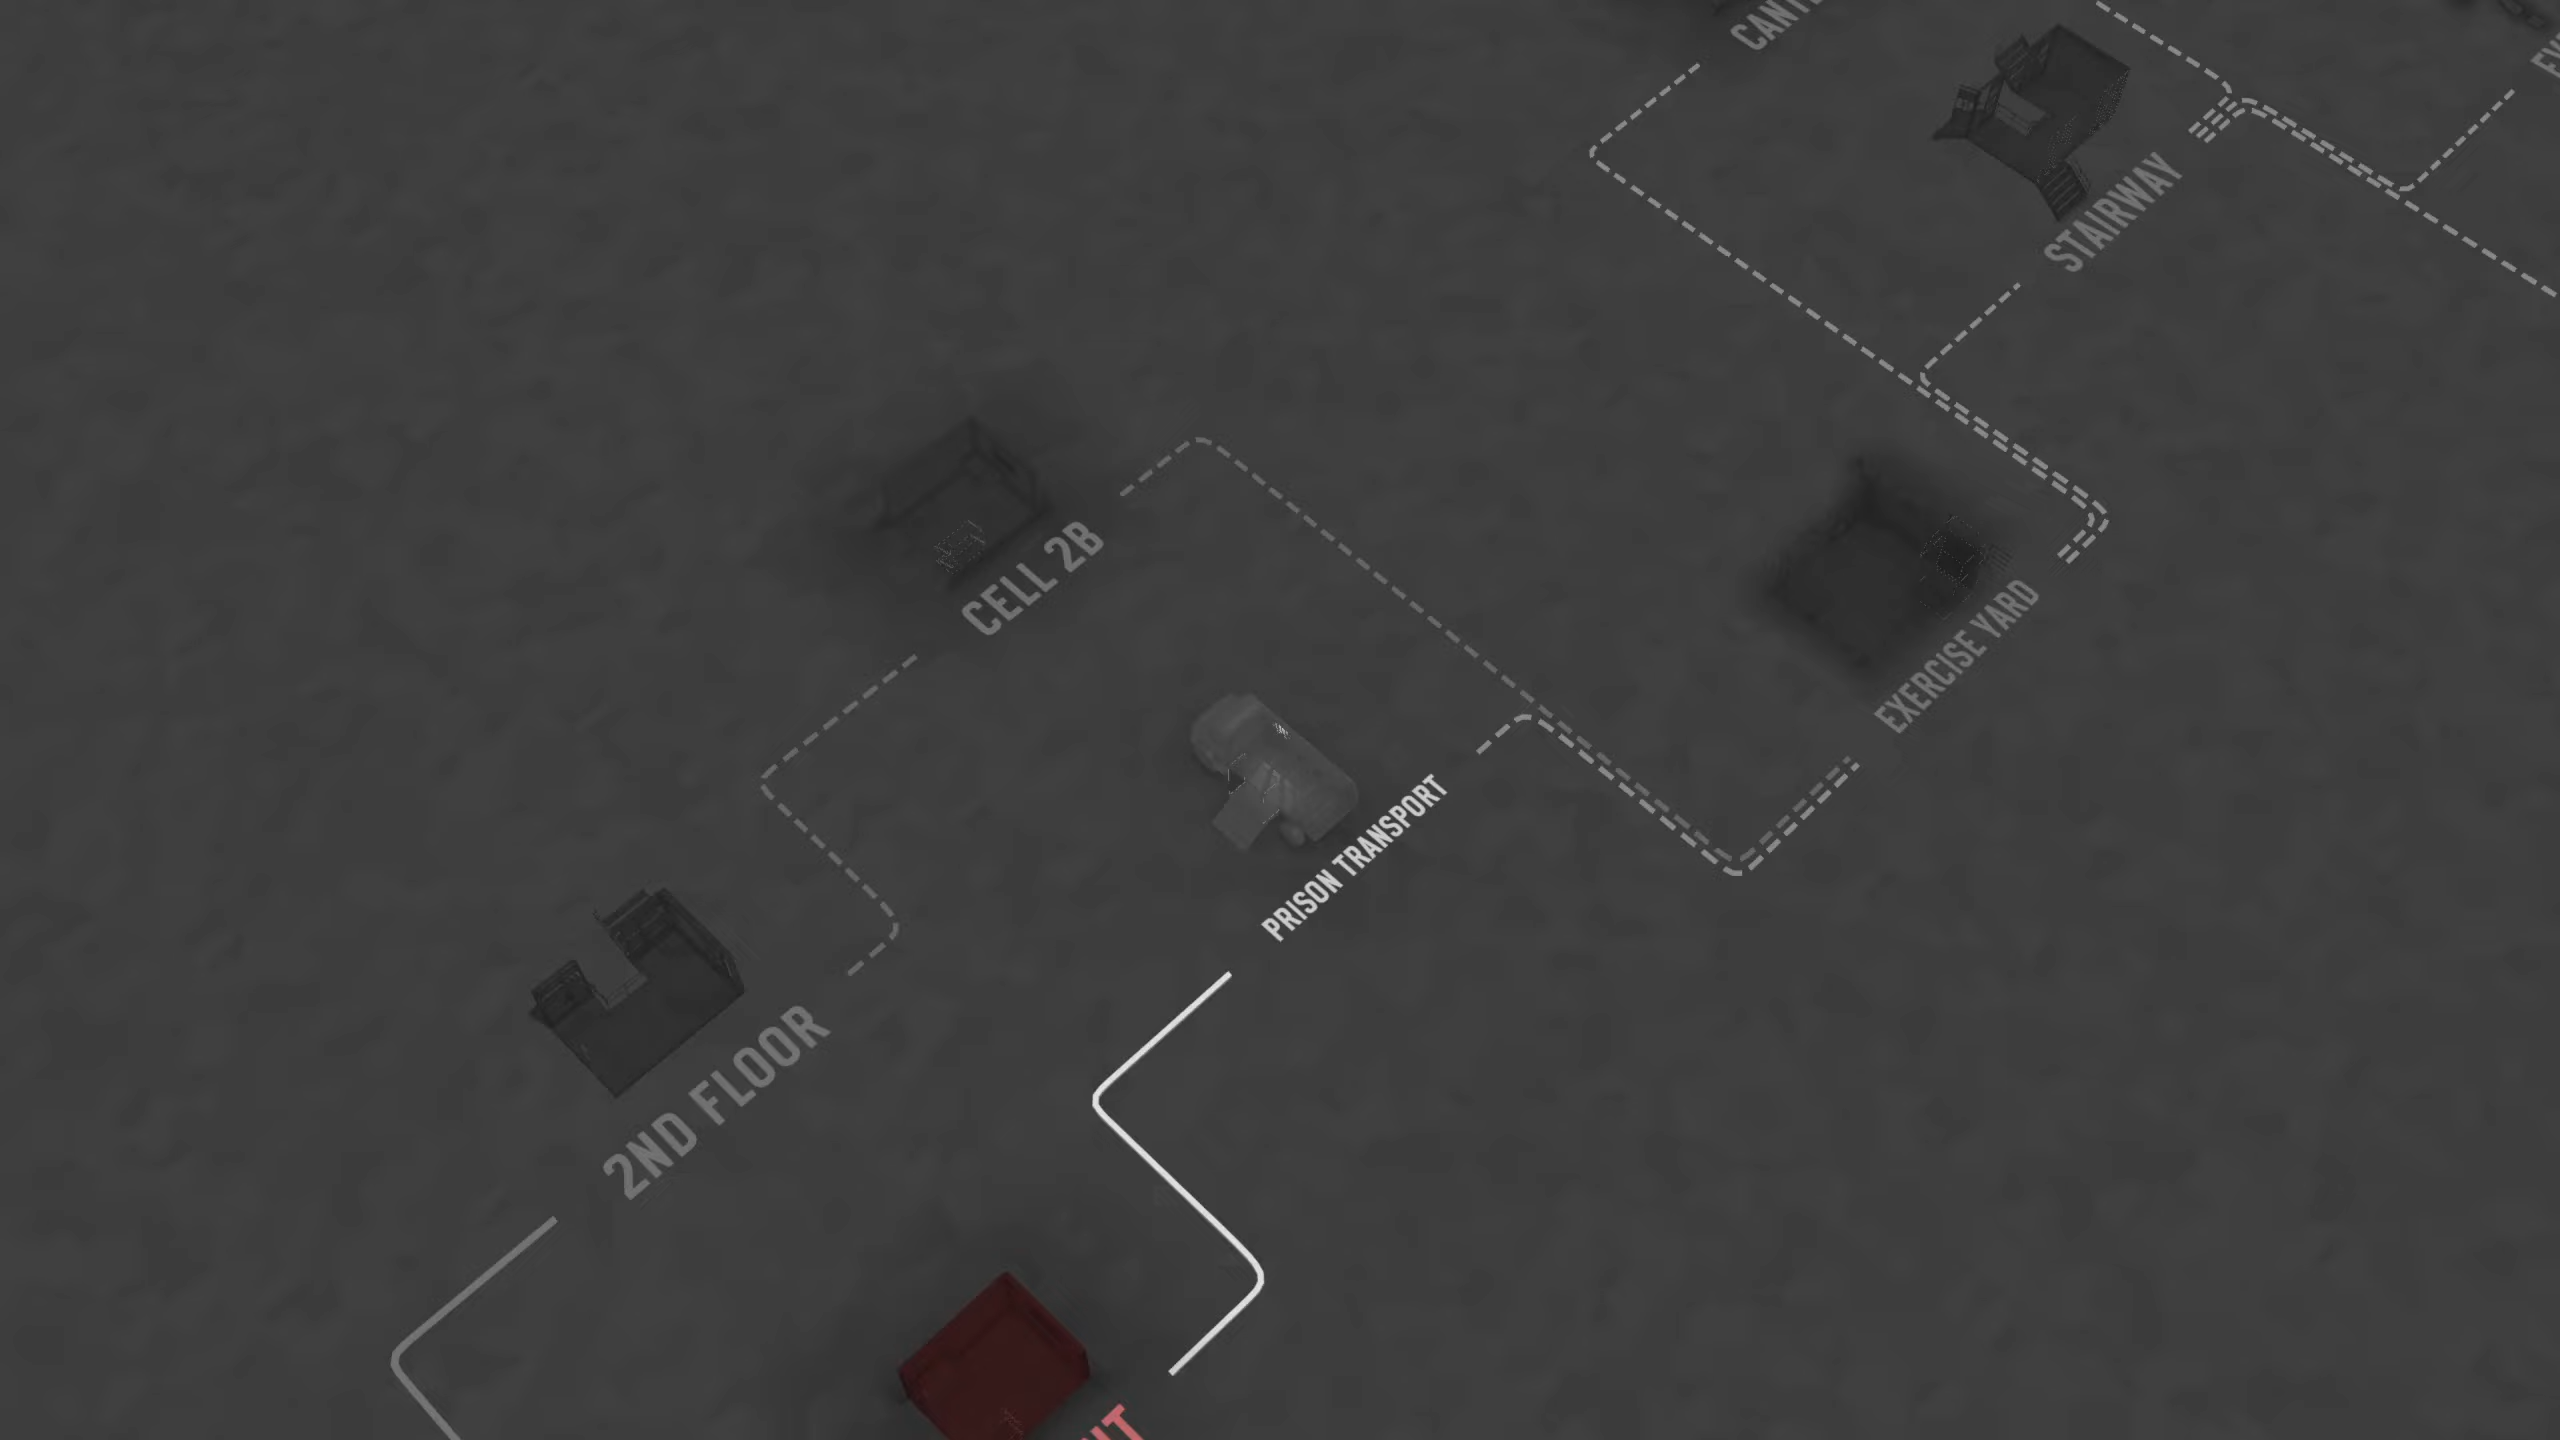 STAIRWAY
CELL 2B
EXERCISE YARD
PRISON TRANSPORT
2ND FLOOR